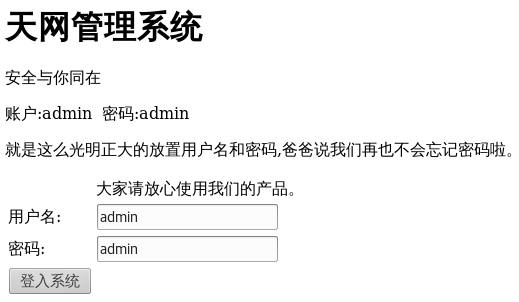 天网管理系统
安全与你同在
账户:admin 密码:admin
就是这么光明正大的放置用户名和密码,爸爸说我们再也不会忘记密码啦。
大家请放心使用我们的产品。
用户名: admin
密码: admin
登入系统